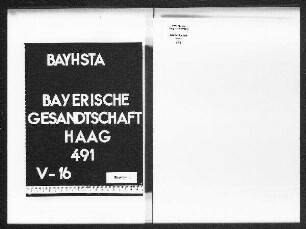 BAYHSTA
BAYERISCHE
GESANDTSCHAFT
HAAG
491
V-16